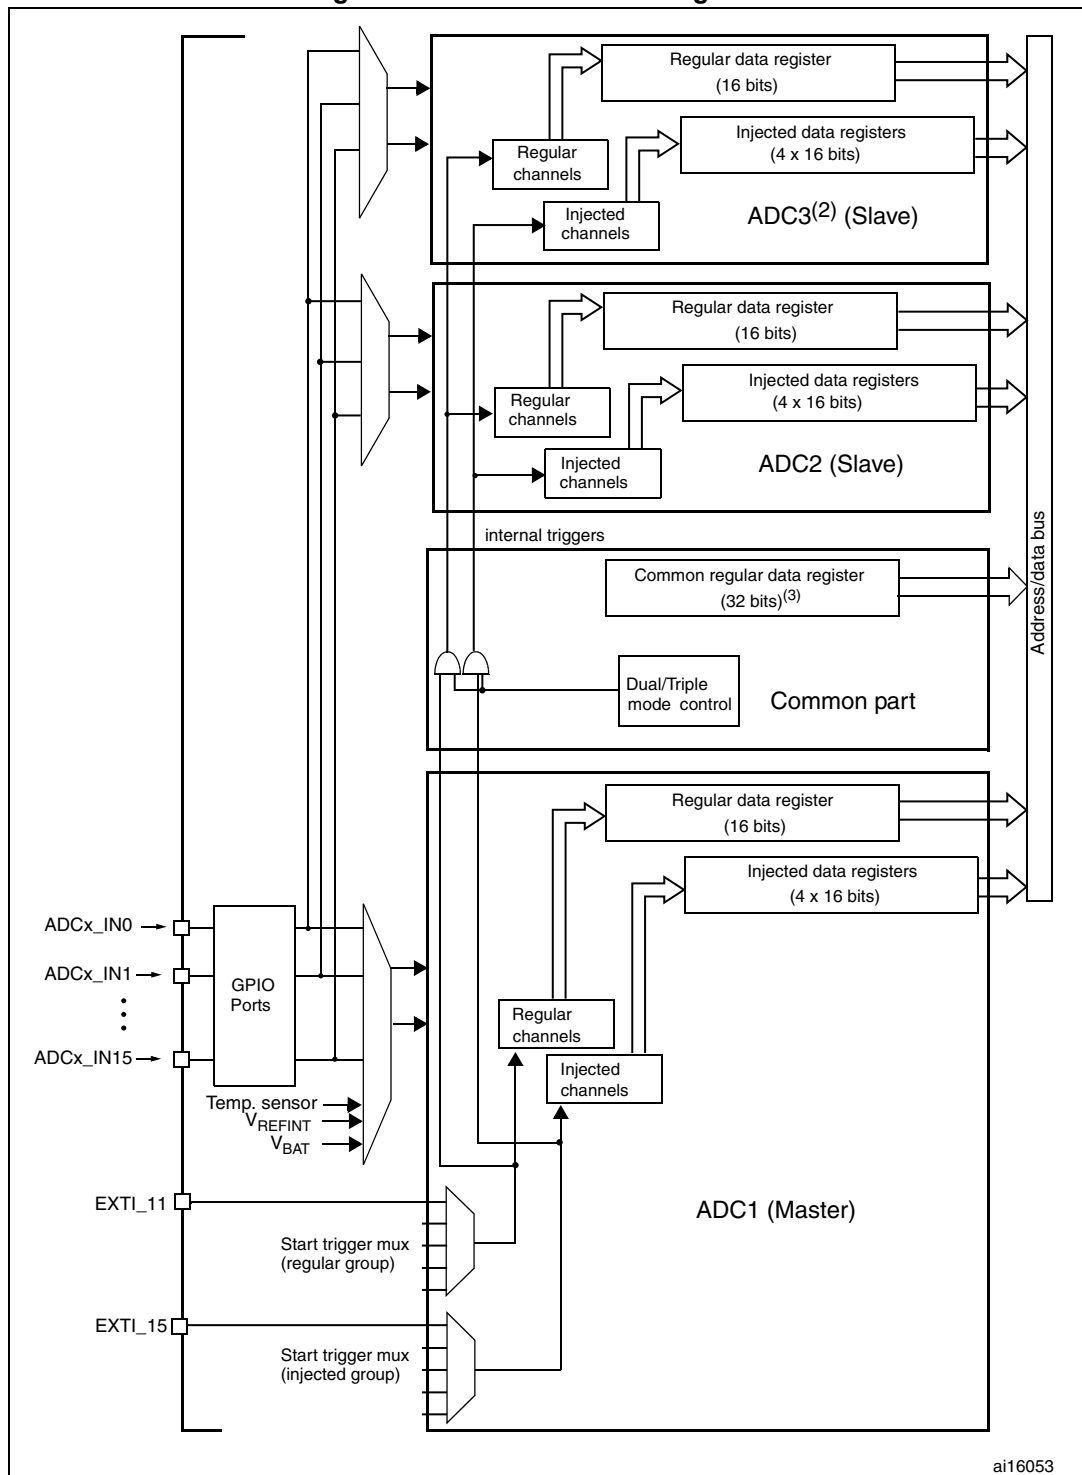 Regular data register
(16 bits)
Injected data registers
(4 x 16 bits)
Regular
channels
Injected
channels
ADC3(2) (Slave)
Regular data register
(16 bits)
Injected data registers
(4 x 16 bits)
Regular
channels
Injected
channels
ADC2 (Slave)
internal triggers
Common regular data register
(32 bits)(3)
Dual/Triple
mode control
Common part
Address/data bus
Regular data register
(16 bits)
Injected data registers
(4 x 16 bits)
ADCx_IN0
ADCx_IN1
ADCx_IN15
GPIO
Ports
Regular
channels
Injected
channels
Temp. sensor
VREFINT
VBAT
EXTI_11
ADC1 (Master)
Start trigger mux
(regular group)
EXTI_15
Start trigger mux
(injected group)
ai16053